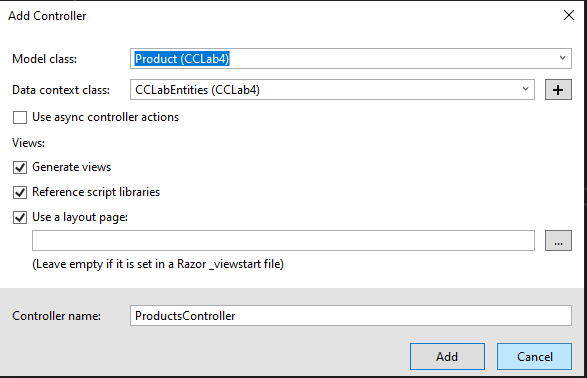 Add Controller
Model class: Product (CCLab4)
Data context class: CCLabEntities (CCLab4) +
Use async controller actions
Views:
Generate views
Reference script libraries
Use a layout page:
...
(Leave empty if it is set in a Razor _viewstart file)
Controller name: ProductsController
Add Cancel